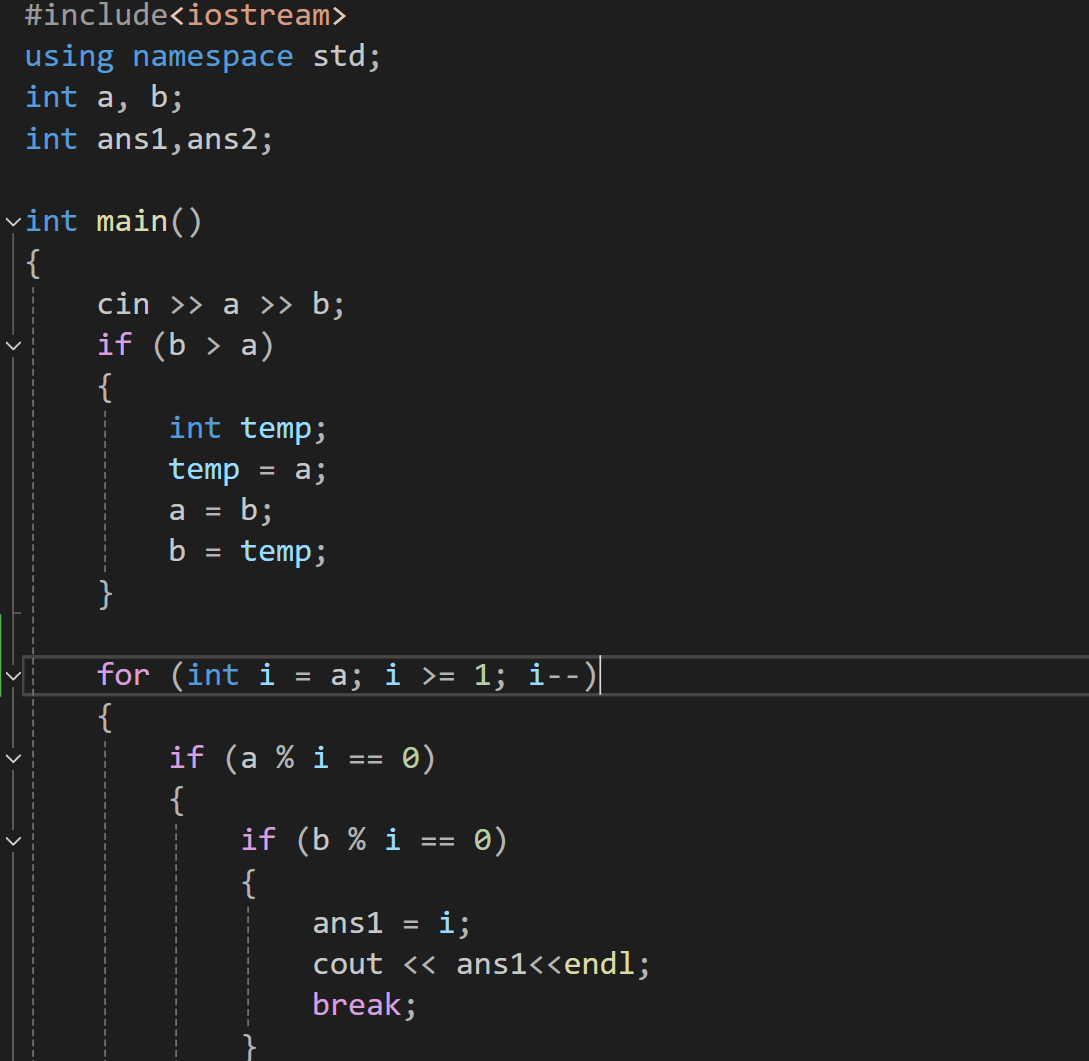 #include<iostream>
using namespace std;
int a, b;
int ans1,ans2;
int main()
{
    cin >> a >> b;
    if (b > a)
    {
        int temp;
        temp = a;
        a = b;
        b = temp;
    }
    for (int i = a; i >= 1; i--)
    {
        if (a % i == 0)
        {
            if (b % i == 0)
            {
                ans1 = i;
                cout << ans1<<endl;
                break;
            }